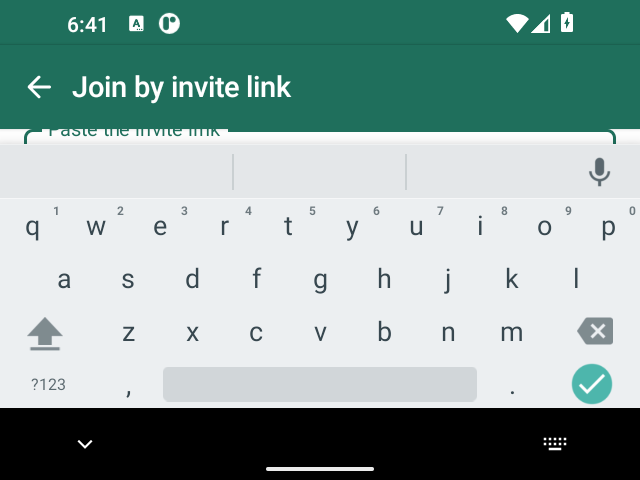 6:41
Join by invite link
Paste the invite link
q 1 w 2 e 3 r 4 t 5 y 6 u 7 i 8 o 9 p 0
a s d f g h j k l
z x c v b n m
?123 , .